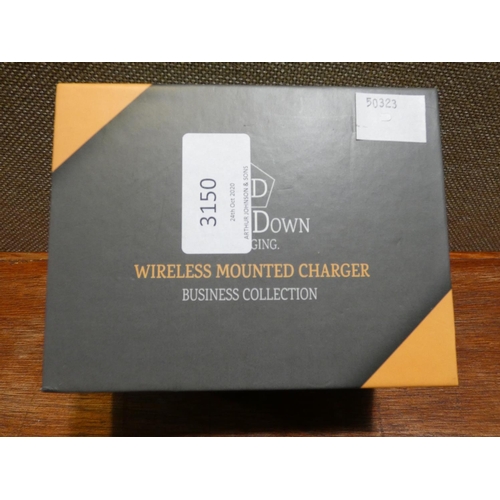 50323
3150
24th Oct 2020
ARTHUR JOHNSON & SONS
D
DOWN
GING.
WIRELESS MOUNTED CHARGER
BUSINESS COLLECTION